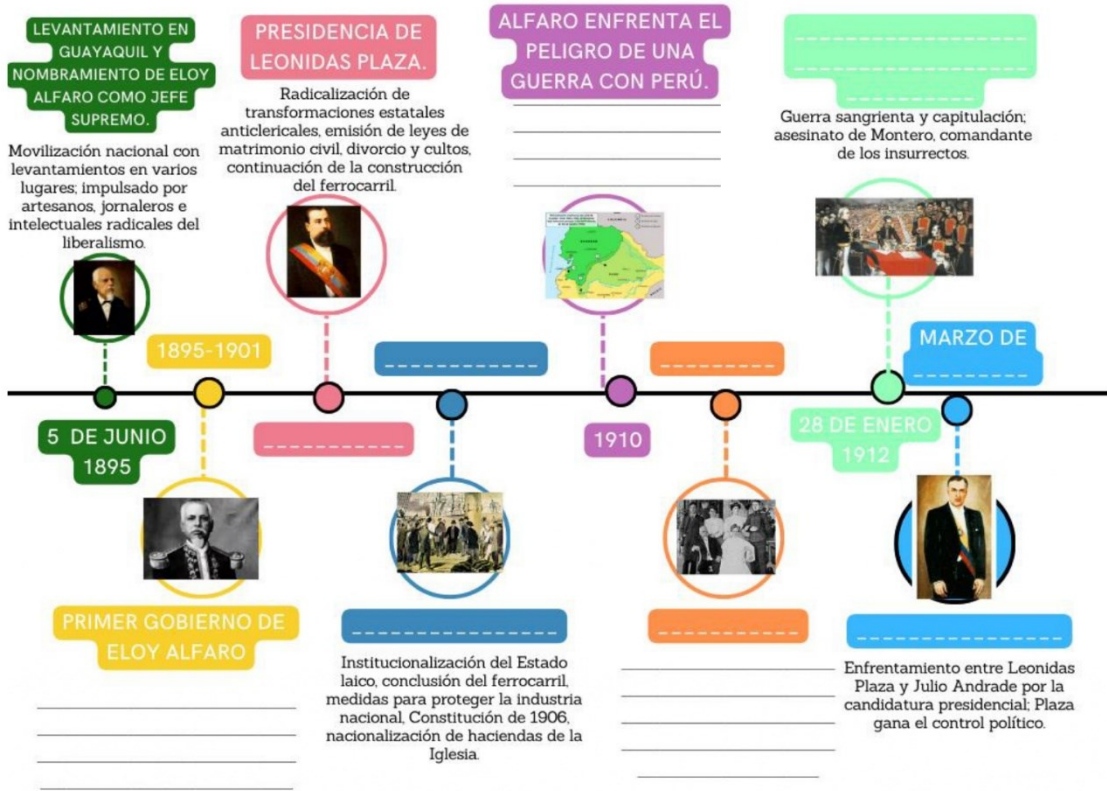 LEVANTAMIENTO EN
GUAYAQUIL Y
NOMBRAMIENTO DE ELOY
ALFARO COMO JEFE
SUPREMO.
Movilización nacional con
levantamientos en varios
lugares; impulsado por
artesanos, jornaleros e
intelectuales radicales del
liberalismo.
PRESIDENCIA DE
LEONIDAS PLAZA.
Radicalización de
transformaciones estatales
anticlericales, emisión de leyes de
matrimonio civil, divorcio y cultos,
continuación de la construcción
del ferrocarril.
ALFARO ENFRENTA EL
PELIGRO DE UNA
GUERRA CON PERÚ.
Guerra sangrienta y capitulación;
asesinato de Montero, comandante
de los insurrectos.
1895-1901
MARZO DE
5 DE JUNIO
1895
1910
28 DE ENERO
1912
PRIMER GOBIERNO DE
ELOY ALFARO
Institucionalización del Estado
laico, conclusión del ferrocarril,
medidas para proteger la industria
nacional, Constitución de 1906,
nacionalización de haciendas de la
Iglesia.
Enfrentamiento entre Leonidas
Plaza y Julio Andrade por la
candidatura presidencial; Plaza
gana el control político.